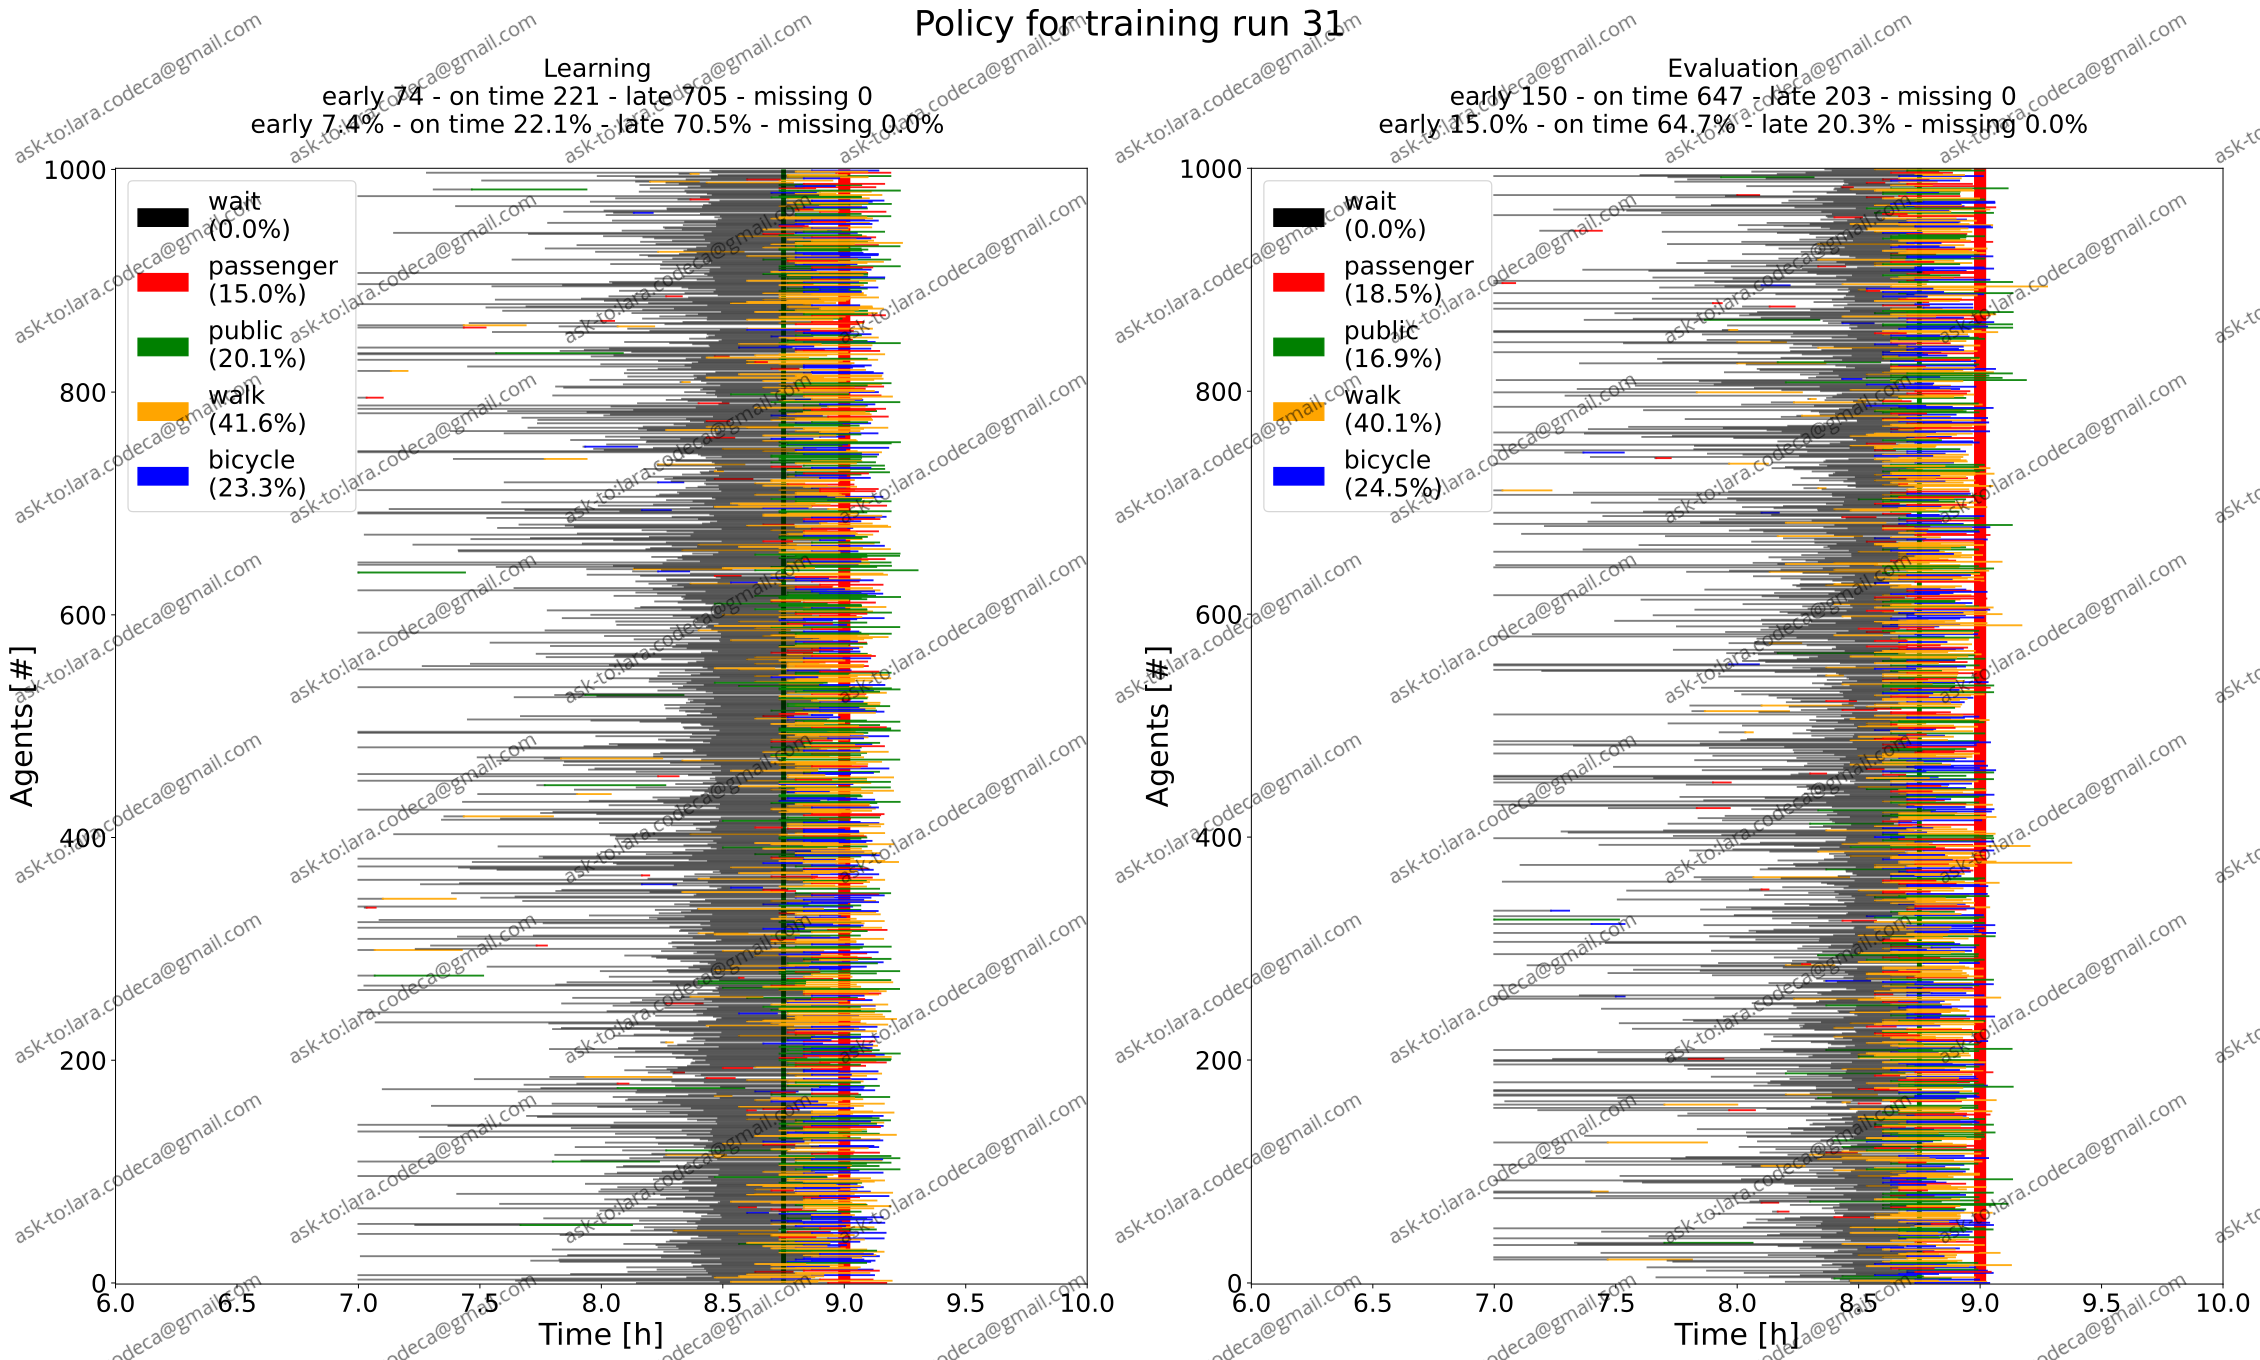 Policy for training run 31
Learning
early 74 - on time 221 - late 705 - missing 0
early 7.4% - on time 22.1% - late 70.5% - missing 0.0%
wait
(0.0%)
passenger
(15.0%)
public
(20.1%)
walk
(41.6%)
bicycle
(23.3%)
Agents [#]
1000
800
600
400
200
0
6.0 6.5 7.0 7.5 8.0 8.5 9.0 9.5 10.0
Time [h]
Evaluation
early 150 - on time 647 - late 203 - missing 0
early 15.0% - on time 64.7% - late 20.3% - missing 0.0%
wait
(0.0%)
passenger
(18.5%)
public
(16.9%)
walk
(40.1%)
bicycle
(24.5%)
Agents [#]
1000
800
600
400
200
0
6.0 6.5 7.0 7.5 8.0 8.5 9.0 9.5 10.0
Time [h]
ask-to:lara.codeca@gmail.com